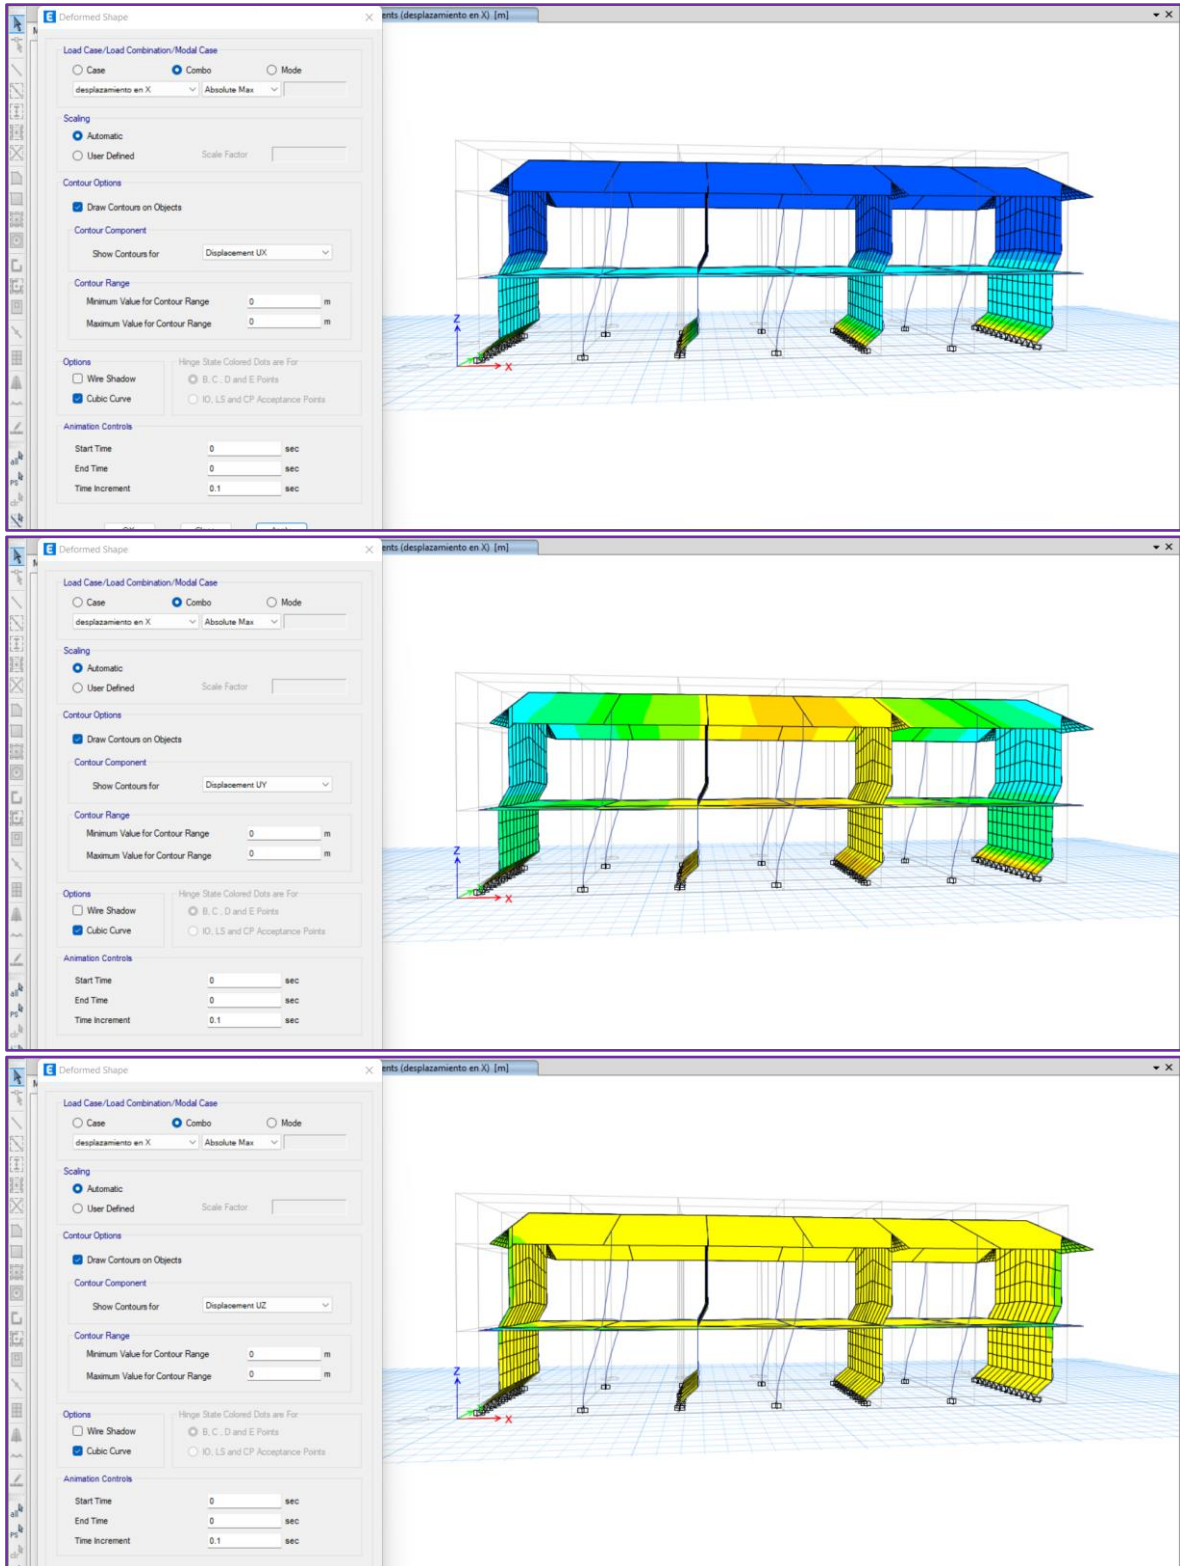 E Deformed Shape
ents (desplazamiento en X) [m]
Load Case/Load Combination/Modal Case
Case Combo Mode
desplazamiento en X Absolute Max
Scaling
Automatic
User Defined Scale Factor
Contour Options
Draw Contours on Objects
Contour Component
Show Contours for Displacement UX
Contour Range
Minimum Value for Contour Range 0 m
Maximum Value for Contour Range 0 m
Options Hinge State Colored Dots are For
Wire Shadow B, C , D and E Points
Cubic Curve IO, LS and CP Acceptance Points
Animation Controls
Start Time 0 sec
End Time 0 sec
Time Increment 0.1 sec
all
PS
clr
Z
X
E Deformed Shape
ents (desplazamiento en X) [m]
Load Case/Load Combination/Modal Case
Case Combo Mode
desplazamiento en X Absolute Max
Scaling
Automatic
User Defined Scale Factor
Contour Options
Draw Contours on Objects
Contour Component
Show Contours for Displacement UY
Contour Range
Minimum Value for Contour Range 0 m
Maximum Value for Contour Range 0 m
Options Hinge State Colored Dots are For
Wire Shadow B, C , D and E Points
Cubic Curve IO, LS and CP Acceptance Points
Animation Controls
Start Time 0 sec
End Time 0 sec
Time Increment 0.1 sec
all
PS
clr
Z
X
E Deformed Shape
ents (desplazamiento en X) [m]
Load Case/Load Combination/Modal Case
Case Combo Mode
desplazamiento en X Absolute Max
Scaling
Automatic
User Defined Scale Factor
Contour Options
Draw Contours on Objects
Contour Component
Show Contours for Displacement UZ
Contour Range
Minimum Value for Contour Range 0 m
Maximum Value for Contour Range 0 m
Options Hinge State Colored Dots are For
Wire Shadow B, C , D and E Points
Cubic Curve IO, LS and CP Acceptance Points
Animation Controls
Start Time 0 sec
End Time 0 sec
Time Increment 0.1 sec
all
PS
clr
Z
X